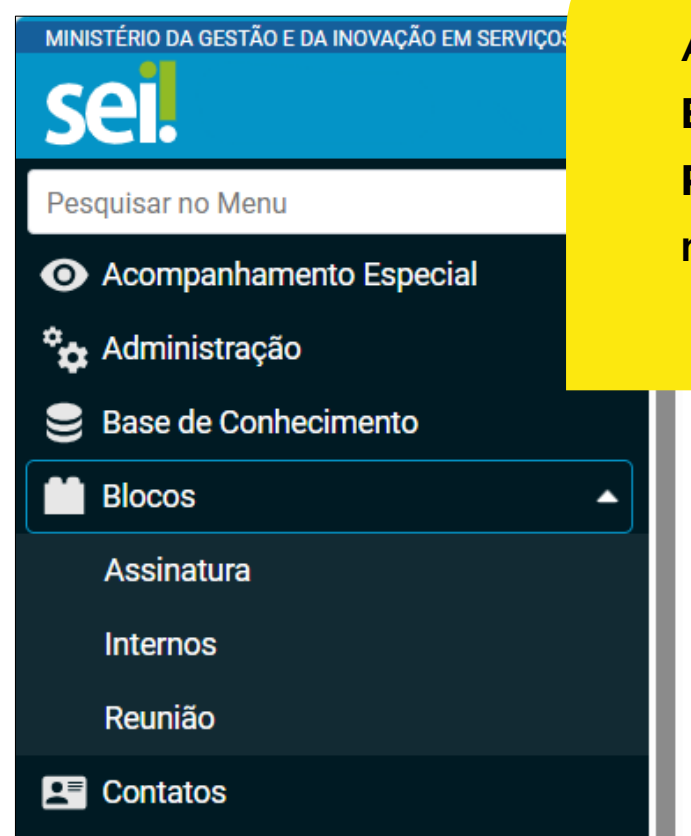 MINISTÉRIO DA GESTÃO E DA INOVAÇÃO EM SERVIÇOS
sei!
Pesquisar no Menu
Acompanhamento Especial
Administração
Base de Conhecimento
Blocos
Assinatura
Internos
Reunião
Contatos